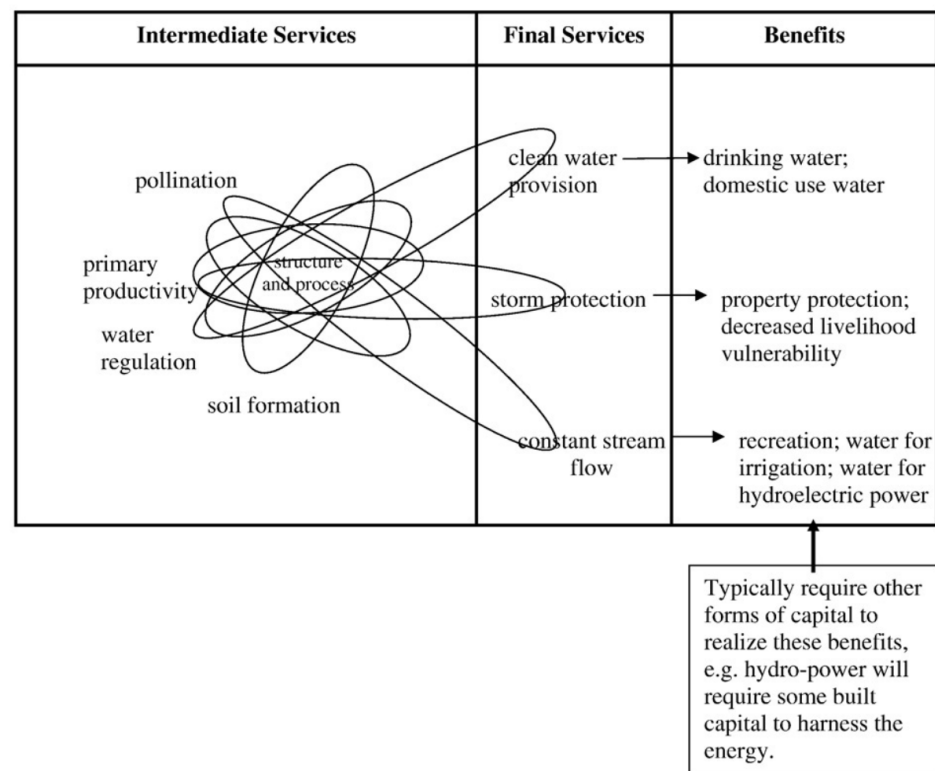 Intermediate Services
Final Services
Benefits
pollination
primary
productivity
water
regulation
soil formation
structure
and process
clean water
provision
storm protection
constant stream
flow
drinking water;
domestic use water
property protection;
decreased livelihood
vulnerability
recreation; water for
irrigation; water for
hydroelectric power
Typically require other
forms of capital to
realize these benefits,
e.g. hydro-power will
require some built
capital to harness the
energy.